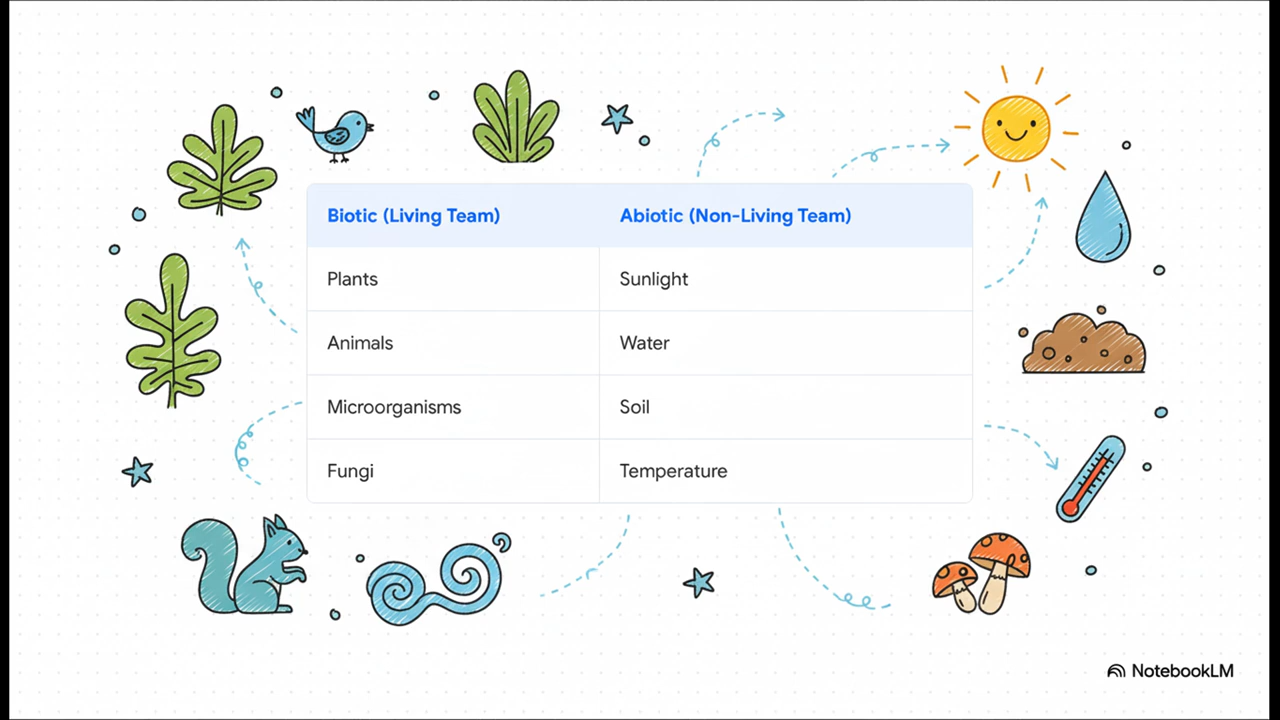 Biotic (Living Team) Abiotic (Non-Living Team)
Plants Sunlight
Animals Water
Microorganisms Soil
Fungi Temperature
NotebookLM